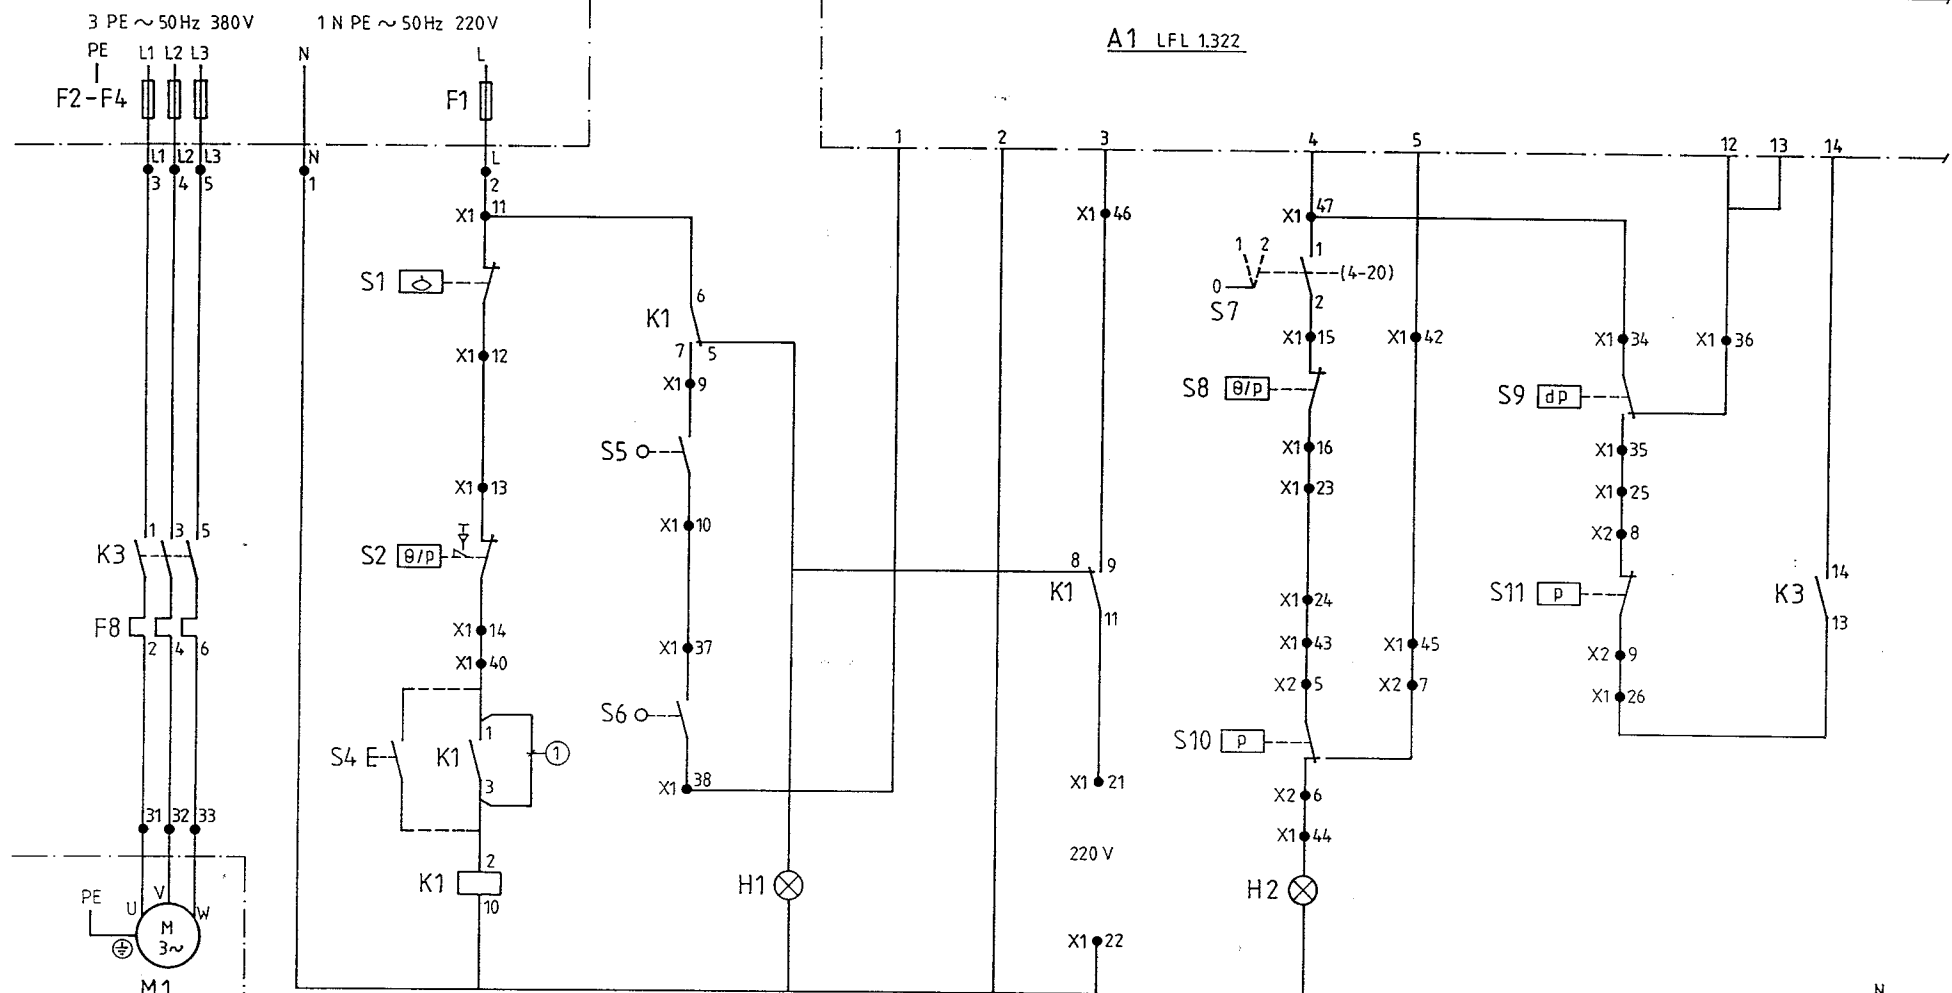 3 PE ~ 50Hz 380V 1 N PE ~ 50Hz 220V
A1 LFL 1.322
PE L1 L2 L3 N L
F2-F4 F1
1 2 3 4 5 12 13 14
L1 L2 L3 N L
3 4 5 1 2
X1 11 X1 46 X1 47
1 2 1
S1 0 (4-20)
S7 2
6
K1
7 5
X1 12 X1 15 X1 42 X1 34 X1 36
X1 9
S8 θ/p S9 dp
S5 X1 16 X1 35
X1 13 X1 23 X1 25
X1 10 X2 8
1 3 5
K3 S2 θ/p
8 9 14
K1 S11 p K3
11 13
X1 24
F8 X1 14
2 4 6 X1 37 X1 43 X1 45 X2 9
X1 40
X2 5 X2 7 X1 26
S6
1
S4 K1 1 S10 p
3 X1 38 X1 21
X2 6
31 32 33 X1 44
220 V
2
K1 H1 H2
10
PE U V W
M
3~
X1 22
M1 N